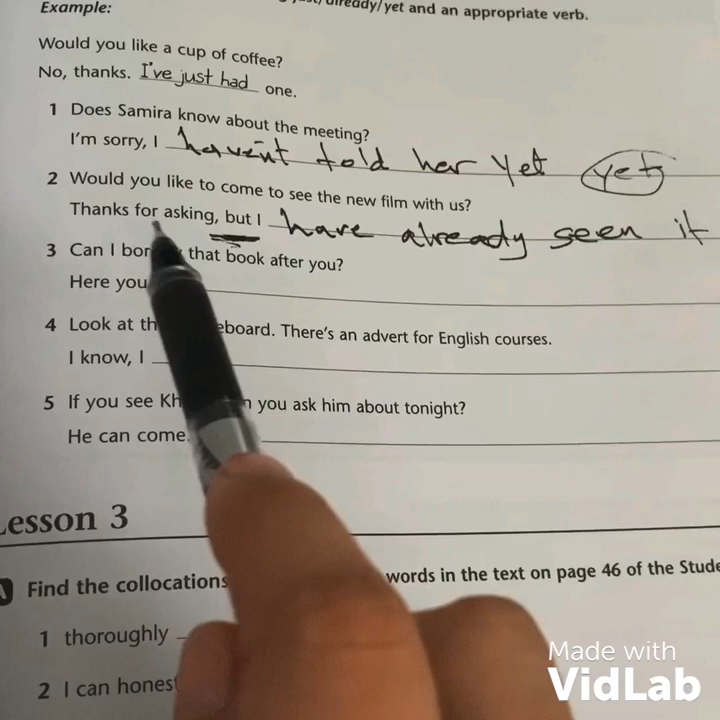 Example: just/already/yet and an appropriate verb.
Would you like a cup of coffee?
No, thanks. I've just had one.
1 Does Samira know about the meeting?
I'm sorry, I haven't told her yet yet
2 Would you like to come to see the new film with us?
Thanks for asking, but I have already seen it
3 Can I bor that book after you?
Here you
4 Look at th eboard. There's an advert for English courses.
I know, I
5 If you see Kh n you ask him about tonight?
He can come.
Lesson 3
A Find the collocations words in the text on page 46 of the Stude
1 thoroughly
2 I can honest
Made with
VidLab